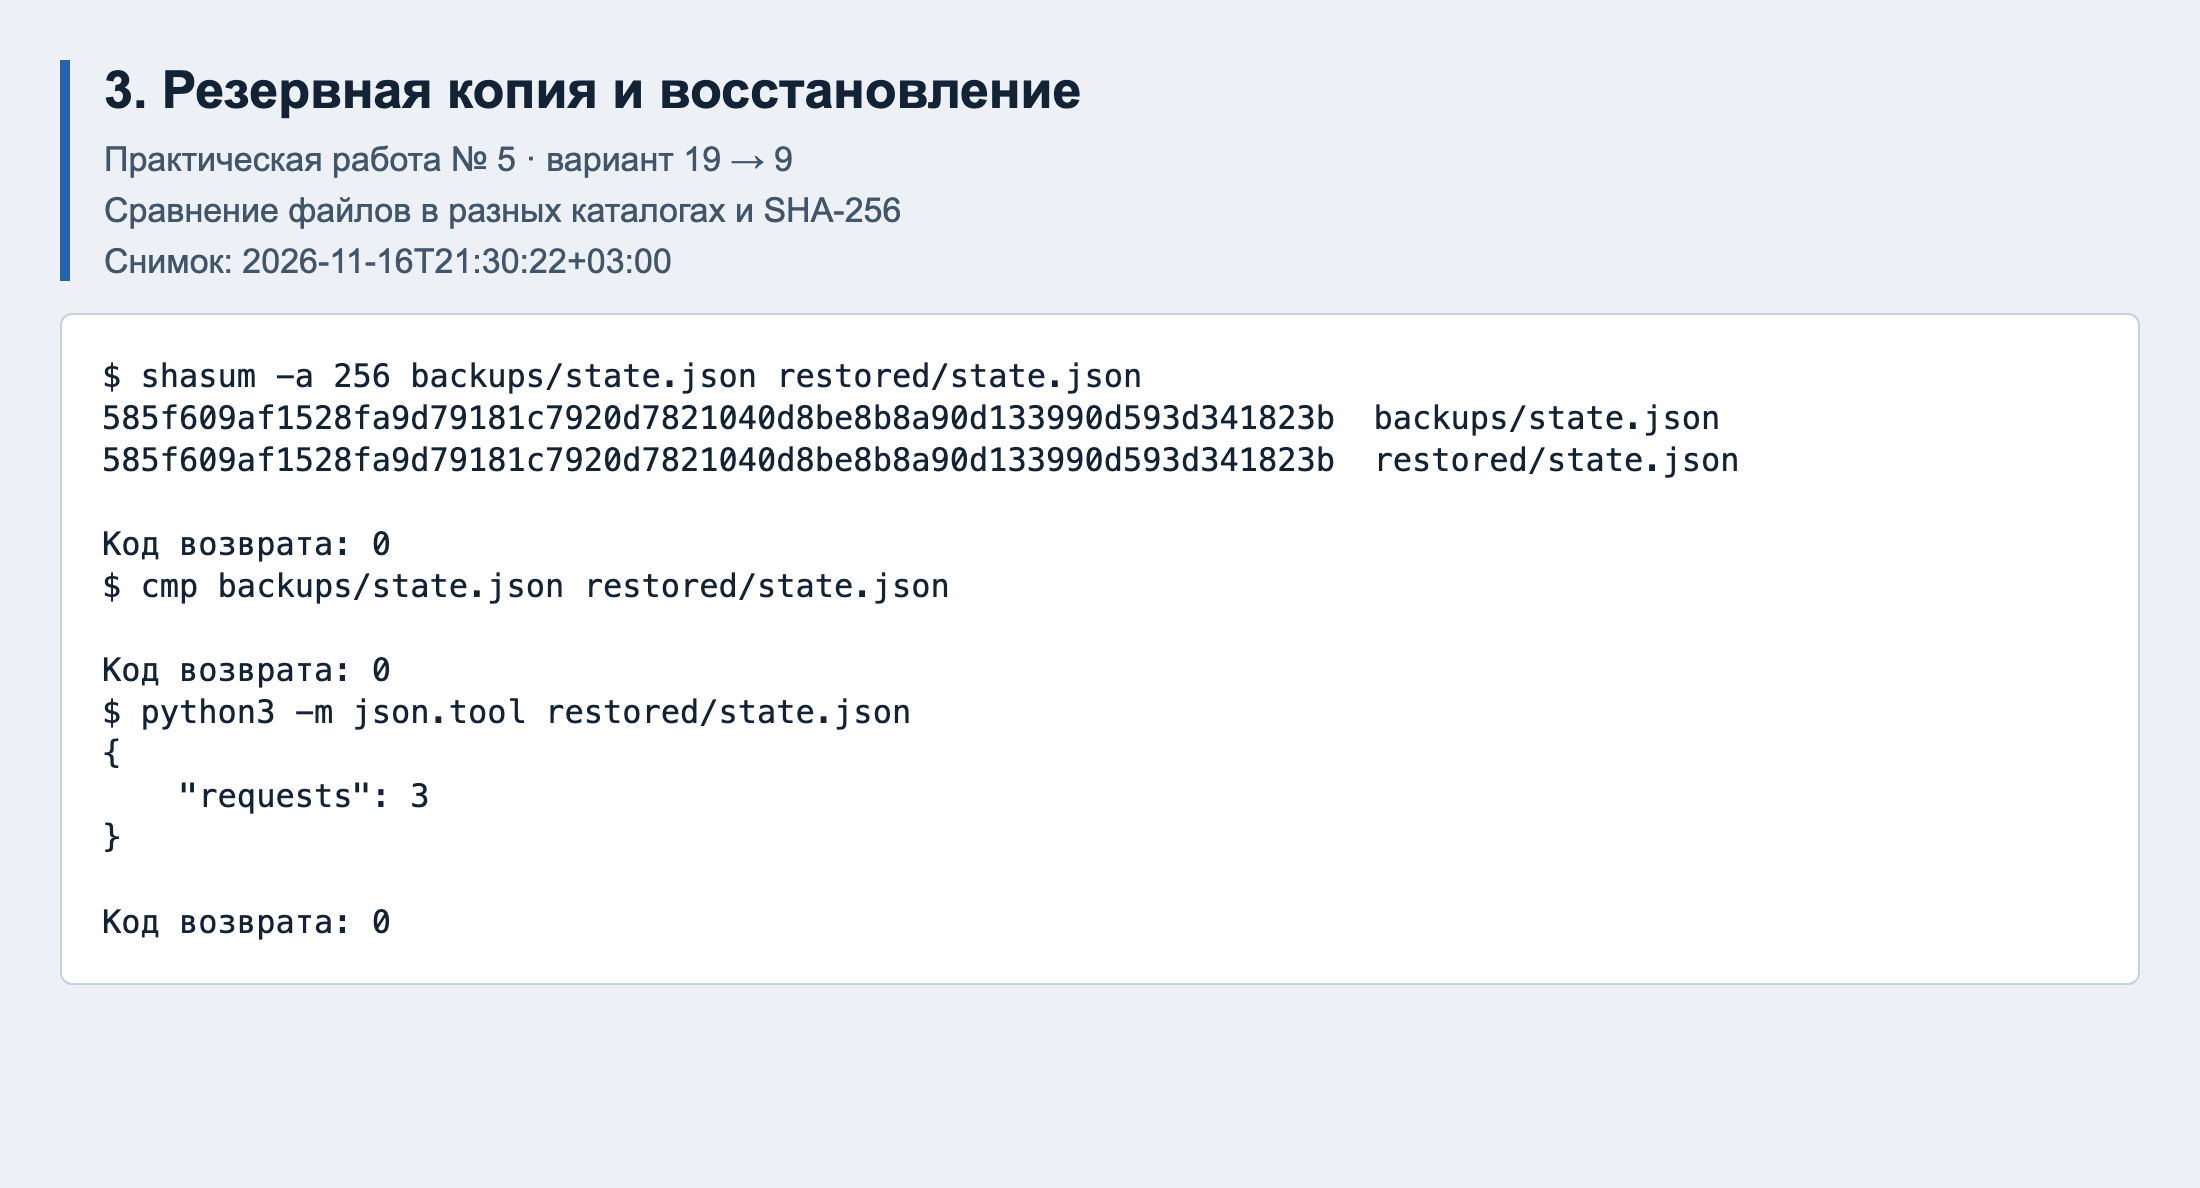 3. Резервная копия и восстановление
Практическая работа № 5 · вариант 19 → 9
Сравнение файлов в разных каталогах и SHA-256
Снимок: 2026-11-16T21:30:22+03:00
$ shasum -a 256 backups/state.json restored/state.json
585f609af1528fa9d79181c7920d7821040d8be8b8a90d133990d593d341823b  backups/state.json
585f609af1528fa9d79181c7920d7821040d8be8b8a90d133990d593d341823b  restored/state.json
Код возврата: 0
$ cmp backups/state.json restored/state.json
Код возврата: 0
$ python3 -m json.tool restored/state.json
{
    "requests": 3
}
Код возврата: 0